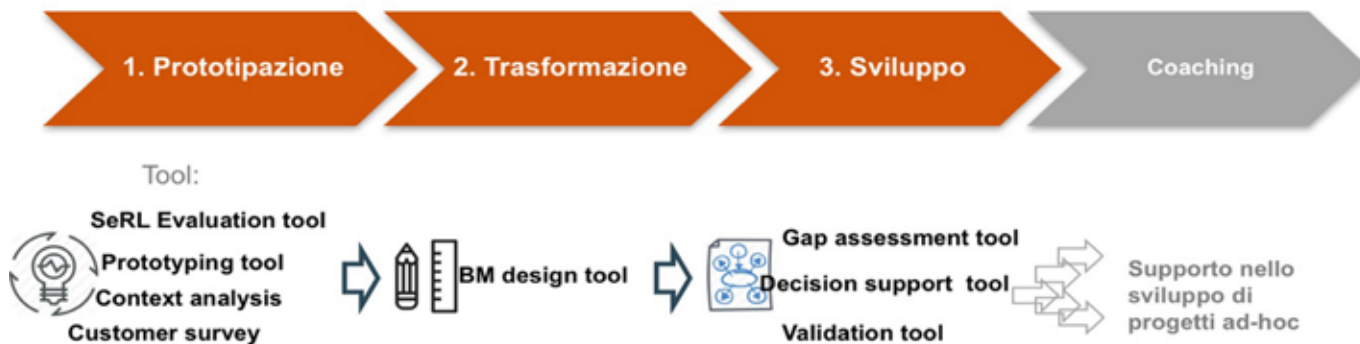 1. Prototipazione
2. Trasformazione
3. Sviluppo
Coaching
Tool:
SeRL Evaluation tool
Prototyping tool
Context analysis
Customer survey
BM design tool
Gap assessment tool
Decision support tool
Validation tool
Supporto nello
sviluppo di
progetti ad-hoc